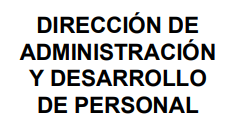 DIRECCIÓN DE
ADMINISTRACIÓN
Y DESARROLLO
DE PERSONAL